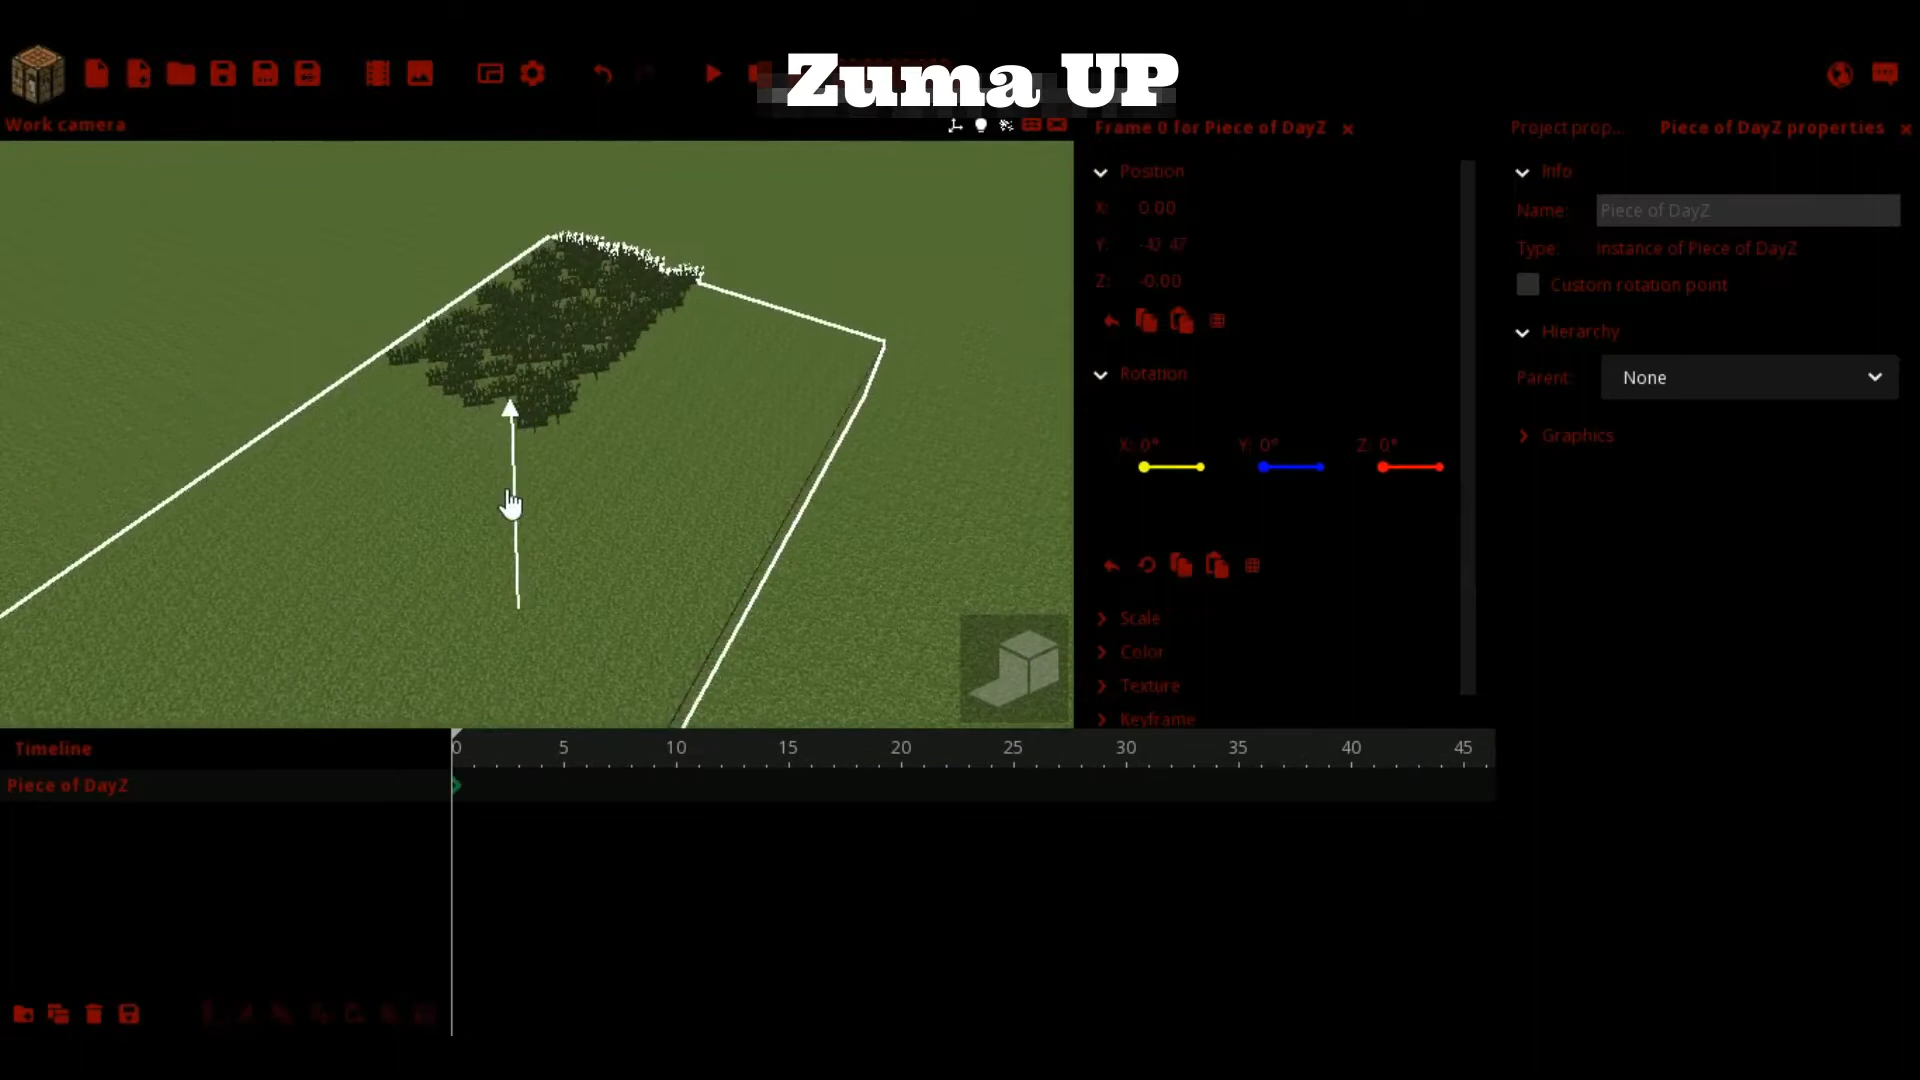 Zuma UP
Work camera
Frame 0 for Piece of DayZ
Project prop...
Piece of DayZ properties
Position
X: 0.00
Y: -42.47
Z: -0.00
Rotation
X: 0° Y: 0° Z: 0°
Scale
Color
Texture
Keyframe
Info
Name: Piece of DayZ
Type: Instance of Piece of DayZ
Custom rotation point
Hierarchy
Parent: None
Graphics
Timeline
0 5 10 15 20 25 30 35 40 45
Piece of DayZ